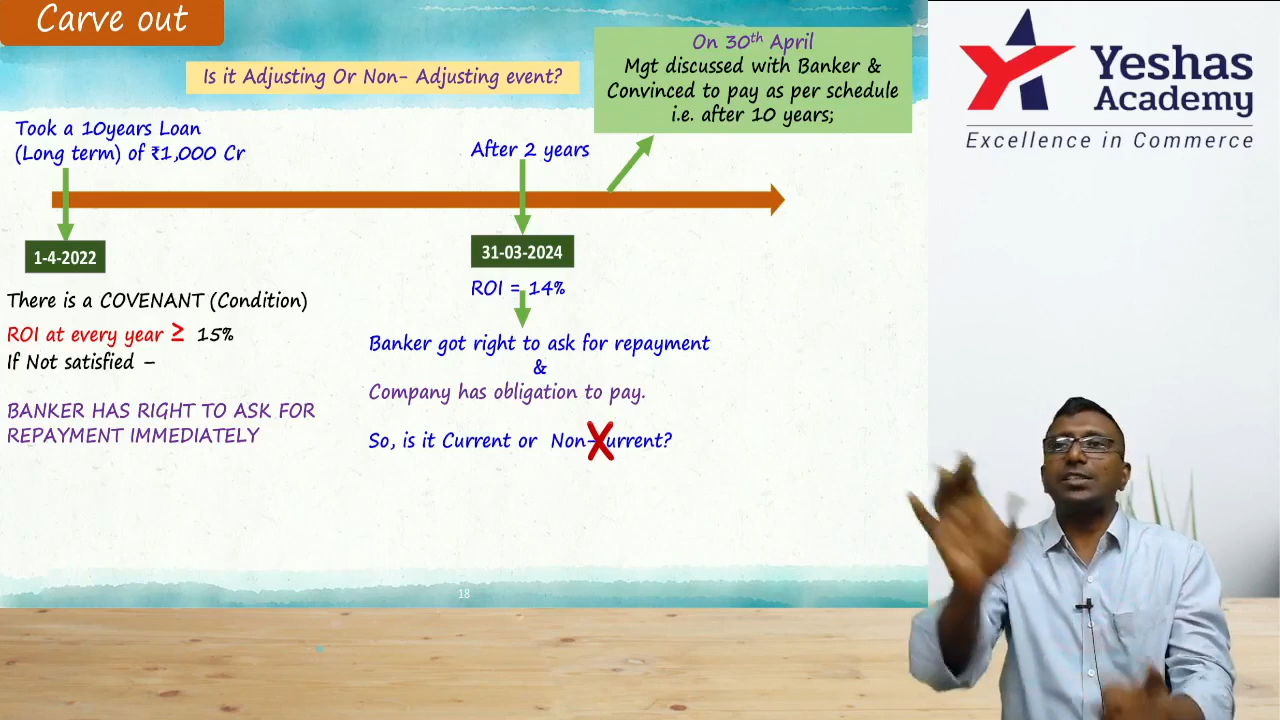 Carve out
Is it Adjusting Or Non- Adjusting event?
On 30th April
Mgt discussed with Banker &
Convinced to pay as per schedule
i.e. after 10 years;
Took a 10years Loan
(Long term) of ₹1,000 Cr
After 2 years
1-4-2022
31-03-2024
There is a COVENANT (Condition)
ROI at every year ≥ 15%
If Not satisfied –
BANKER HAS RIGHT TO ASK FOR
REPAYMENT IMMEDIATELY
ROI = 14%
Banker got right to ask for repayment
&
Company has obligation to pay.
So, is it Current or Non-Current?
18
Yeshas
Academy
Excellence in Commerce